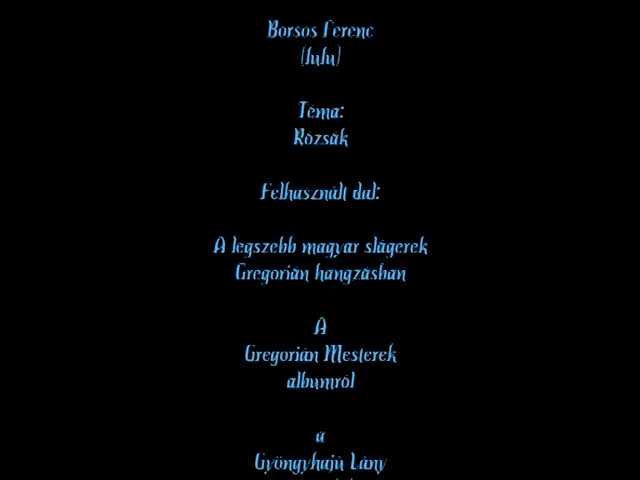 Borsos Ferenc
(lulu)
Téma:
Rózsák
Felhasznált dal:
A legszebb magyar slágerek
Gregorián hangzásban
A
Gregorián Mesterek
albumról
a
Gyöngyhajú Lány